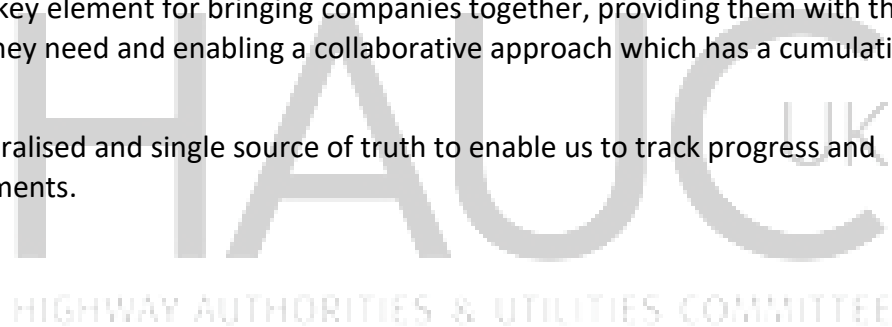 key element for bringing companies together, providing them with th
hey need and enabling a collaborative approach which has a cumulati
HAUC
UK
ralised and single source of truth to enable us to track progress and
ments.
HIGHWAY AUTHORITIES & UTILITIES COMMITTEE